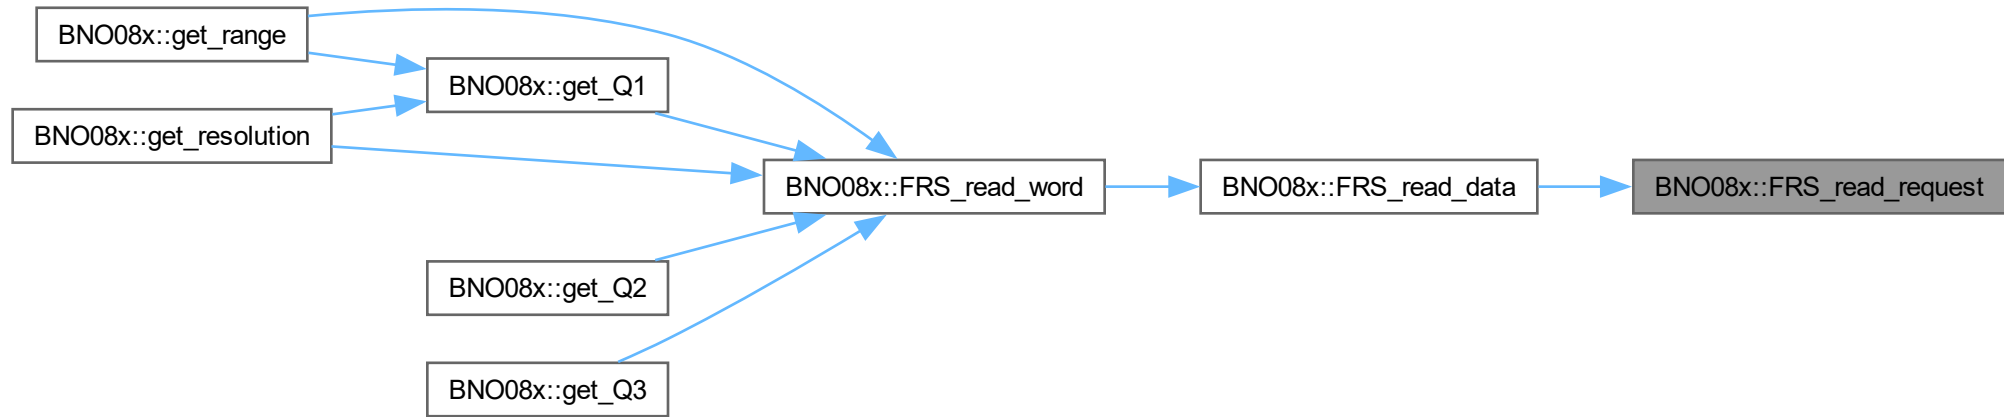 BNO08x::get_range
BNO08x::get_Q1
BNO08x::get_resolution
BNO08x::FRS_read_word
BNO08x::FRS_read_data
BNO08x::FRS_read_request
BNO08x::get_Q2
BNO08x::get_Q3